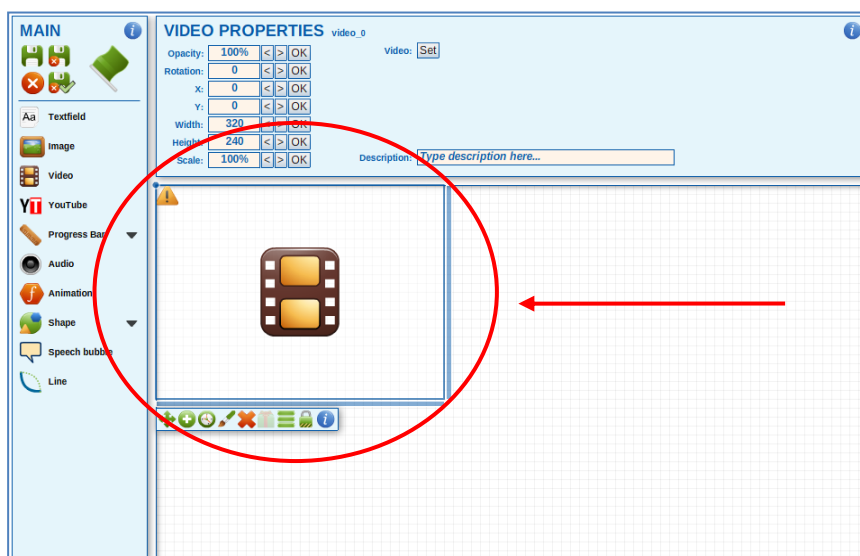 MAIN
VIDEO PROPERTIES video_0
Opacity: 100% < > OK
Video: Set
Rotation: 0 < > OK
X: 0 < > OK
Y: 0 < > OK
Width: 320 < > OK
Height: 240 < > OK
Scale: 100% < > OK
Description: Type description here...
Aa Textfield
Image
Video
YouTube
Progress Bar
Audio
Animation
Shape
Speech bubble
Line